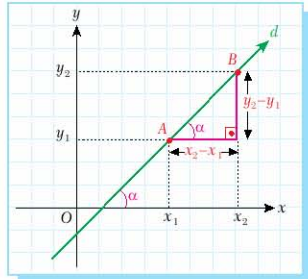 y
d
y₂
B
y₂–y₁
y₁
A
α
x₂–x₁
α
O
x₁
x₂
x